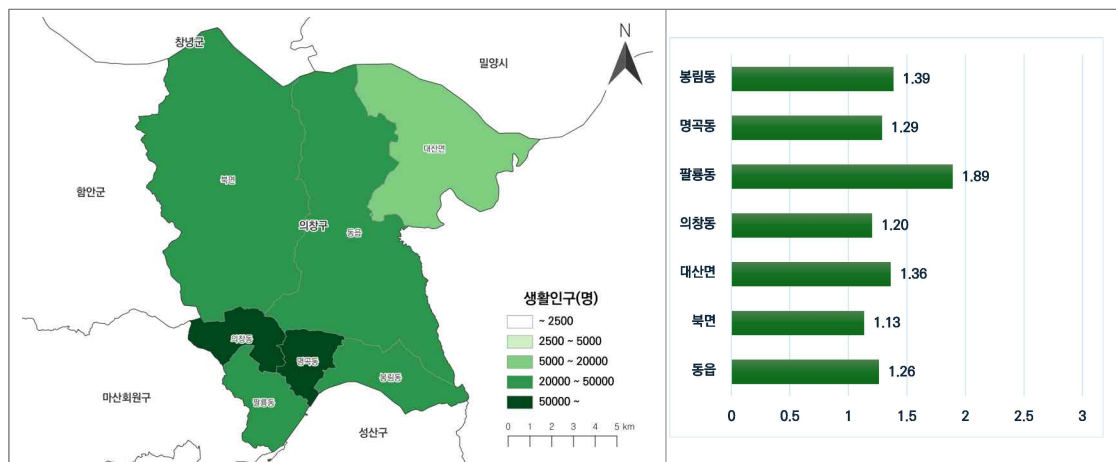 창녕군
밀양시
N
대산면
북면
함안군
의창구
동읍
생활인구(명)
~ 2500
2500 ~ 5000
5000 ~ 20000
20000 ~ 50000
50000 ~
의창동
명곡동
봉림동
팔룡동
마산회원구
성산구
0 1 2 3 4 5 km
봉림동 1.39
명곡동 1.29
팔룡동 1.89
의창동 1.20
대산면 1.36
북면 1.13
동읍 1.26
0 0.5 1 1.5 2 2.5 3